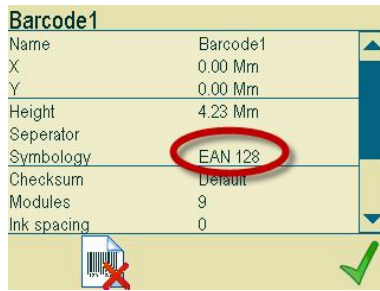 Barcode1
Name Barcode1
X 0.00 Mm
Y 0.00 Mm
Height 4.23 Mm
Seperator
Symbology EAN 128
Checksum Default
Modules 9
Ink spacing 0